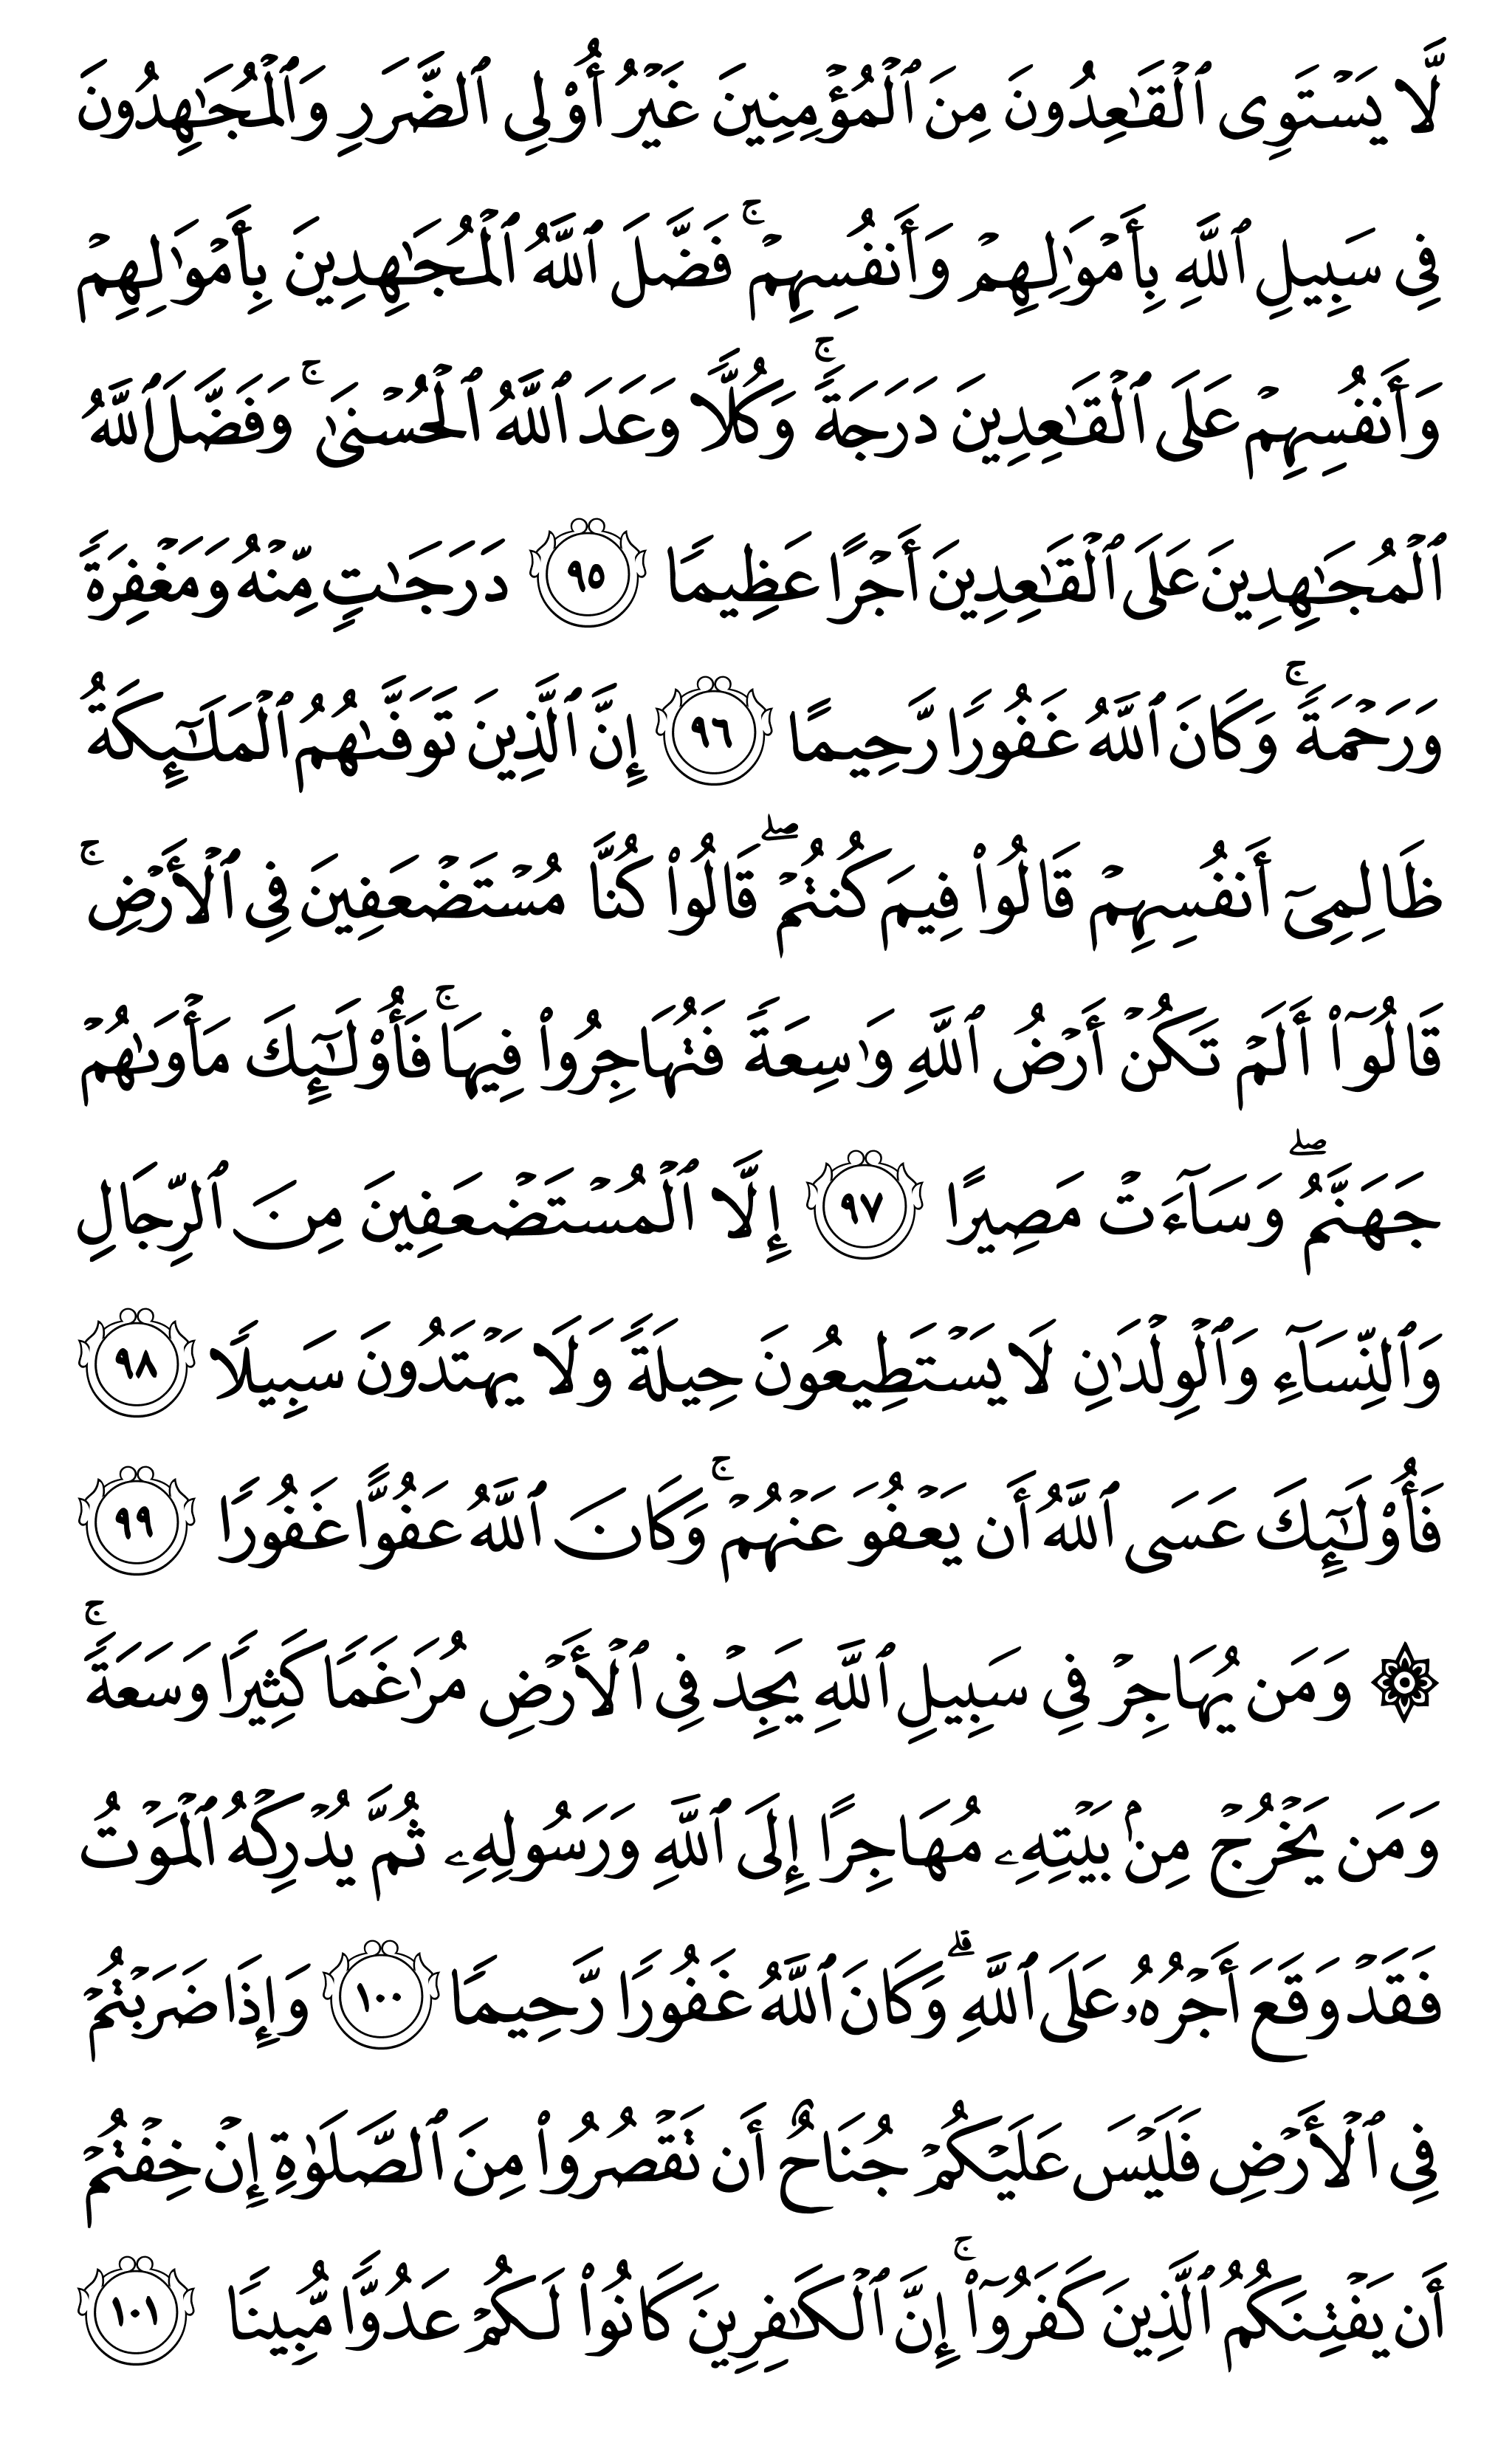 لَّا يَسْتَوِى ٱلْقَـٰعِدُونَ مِنَ ٱلْمُؤْمِنِينَ غَيْرُ أُو۟لِى ٱلضَّرَرِ وَٱلْمُجَـٰهِدُونَ
فِى سَبِيلِ ٱللَّهِ بِأَمْوَٰلِهِمْ وَأَنفُسِهِمْ ۚ فَضَّلَ ٱللَّهُ ٱلْمُجَـٰهِدِينَ بِأَمْوَٰلِهِمْ
وَأَنفُسِهِمْ عَلَى ٱلْقَـٰعِدِينَ دَرَجَةً ۚ وَكُلًّا وَعَدَ ٱللَّهُ ٱلْحُسْنَىٰ ۚ وَفَضَّلَ ٱللَّهُ
ٱلْمُجَـٰهِدِينَ عَلَى ٱلْقَـٰعِدِينَ أَجْرًا عَظِيمًا ٩٥ دَرَجَـٰتٍ مِّنْهُ وَمَغْفِرَةً
وَرَحْمَةً ۚ وَكَانَ ٱللَّهُ غَفُورًا رَّحِيمًا ٩٦ إِنَّ ٱلَّذِينَ تَوَفَّىٰهُمُ ٱلْمَلَـٰٓئِكَةُ
ظَالِمِىٓ أَنفُسِهِمْ قَالُوا۟ فِيمَ كُنتُمْ ۖ قَالُوا۟ كُنَّا مُسْتَضْعَفِينَ فِى ٱلْأَرْضِ ۚ
قَالُوٓا۟ أَلَمْ تَكُنْ أَرْضُ ٱللَّهِ وَٰسِعَةً فَتُهَاجِرُوا۟ فِيهَا ۚ فَأُو۟لَـٰٓئِكَ مَأْوَىٰهُمْ
جَهَنَّمُ ۖ وَسَآءَتْ مَصِيرًا ٩٧ إِلَّا ٱلْمُسْتَضْعَفِينَ مِنَ ٱلرِّجَالِ
وَٱلنِّسَآءِ وَٱلْوِلْدَٰنِ لَا يَسْتَطِيعُونَ حِيلَةً وَلَا يَهْتَدُونَ سَبِيلًا ٩٨
فَأُو۟لَـٰٓئِكَ عَسَى ٱللَّهُ أَن يَعْفُوَ عَنْهُمْ ۚ وَكَانَ ٱللَّهُ عَفُوًّا غَفُورًا ٩٩
۞ وَمَن يُهَاجِرْ فِى سَبِيلِ ٱللَّهِ يَجِدْ فِى ٱلْأَرْضِ مُرَٰغَمًا كَثِيرًا وَسَعَةً ۚ
وَمَن يَخْرُجْ مِنۢ بَيْتِهِۦ مُهَاجِرًا إِلَى ٱللَّهِ وَرَسُولِهِۦ ثُمَّ يُدْرِكْهُ ٱلْمَوْتُ
فَقَدْ وَقَعَ أَجْرُهُۥ عَلَى ٱللَّهِ ۗ وَكَانَ ٱللَّهُ غَفُورًا رَّحِيمًا ١٠٠ وَإِذَا ضَرَبْتُمْ
فِى ٱلْأَرْضِ فَلَيْسَ عَلَيْكُمْ جُنَاحٌ أَن تَقْصُرُوا۟ مِنَ ٱلصَّلَوٰةِ إِنْ خِفْتُمْ
أَن يَفْتِنَكُمُ ٱلَّذِينَ كَفَرُوٓا۟ ۚ إِنَّ ٱلْكَـٰفِرِينَ كَانُوا۟ لَكُمْ عَدُوًّا مُّبِينًا ١٠١